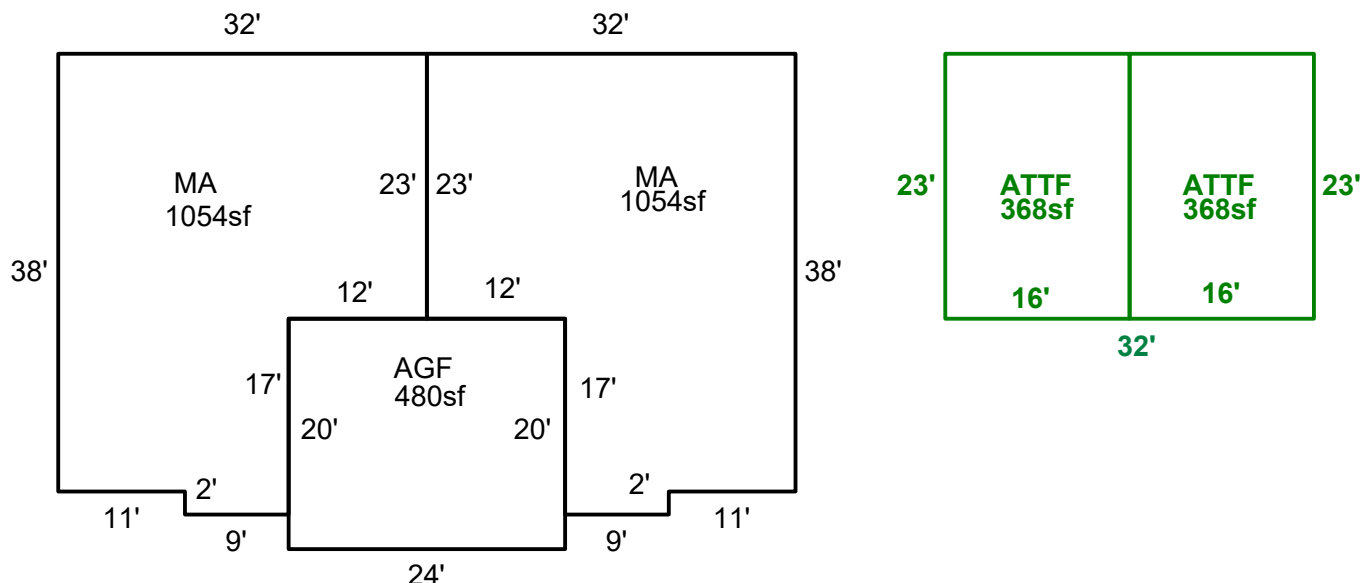 32'
32'
MA
1054sf
23'
23'
MA
1054sf
38'
38'
12'
12'
AGF
480sf
17'
17'
20'
20'
2'
2'
11'
11'
9'
9'
24'
23'
ATTF
368sf
ATTF
368sf
23'
16'
16'
32'